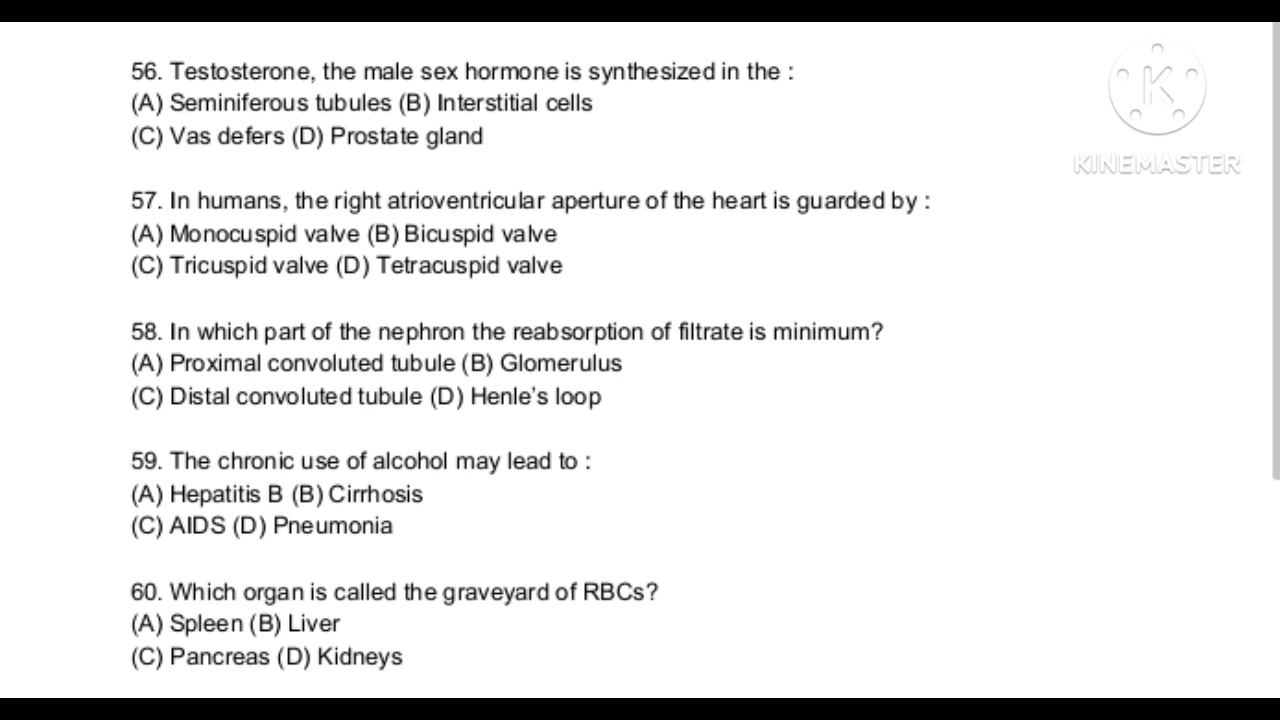 56. Testosterone, the male sex hormone is synthesized in the :
(A) Seminiferous tubules (B) Interstitial cells
(C) Vas defers (D) Prostate gland
K
KINEMASTER
57. In humans, the right atrioventricular aperture of the heart is guarded by :
(A) Monocuspid valve (B) Bicuspid valve
(C) Tricuspid valve (D) Tetracuspid valve
58. In which part of the nephron the reabsorption of filtrate is minimum?
(A) Proximal convoluted tubule (B) Glomerulus
(C) Distal convoluted tubule (D) Henle's loop
59. The chronic use of alcohol may lead to :
(A) Hepatitis B (B) Cirrhosis
(C) AIDS (D) Pneumonia
60. Which organ is called the graveyard of RBCs?
(A) Spleen (B) Liver
(C) Pancreas (D) Kidneys